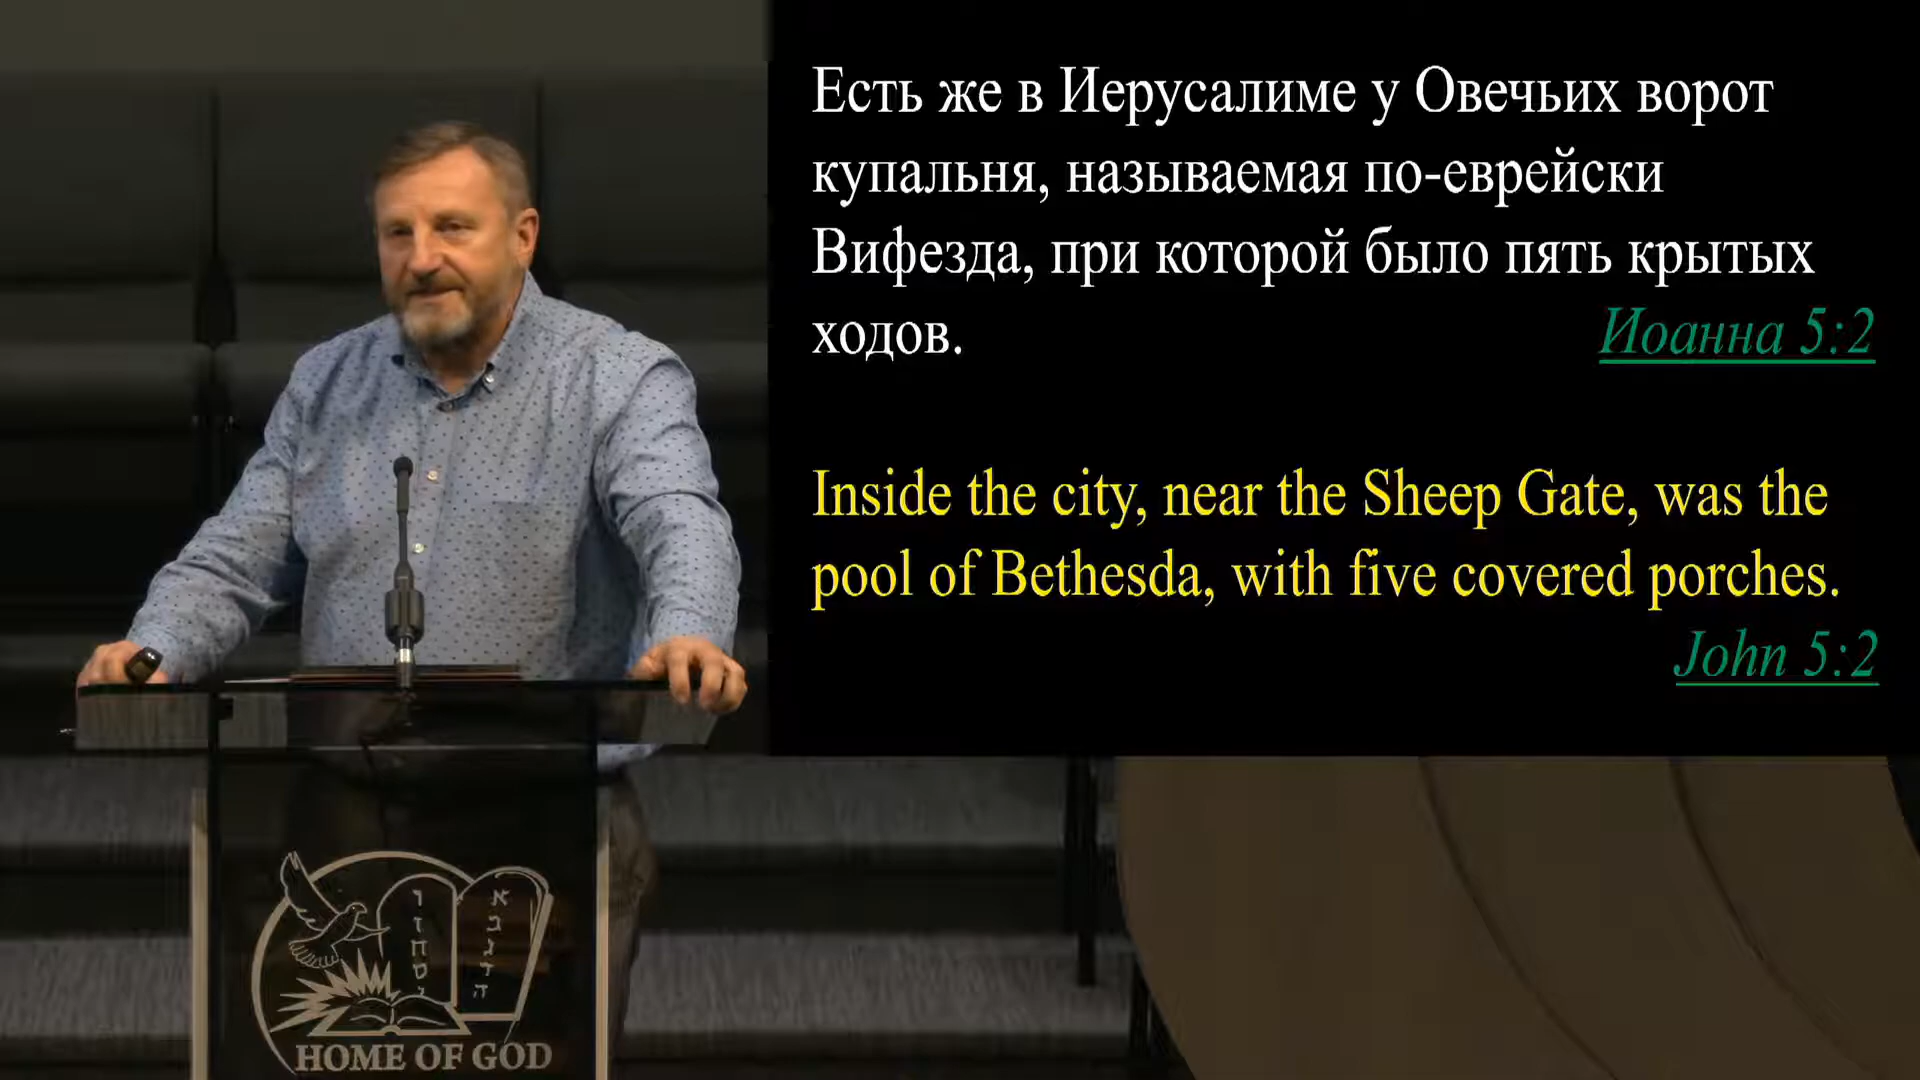 Есть же в Иерусалиме у Овечьих ворот
купальня, называемая по-еврейски
Вифезда, при которой было пять крытых
ходов.
Иоанна 5:2
Inside the city, near the Sheep Gate, was the
pool of Bethesda, with five covered porches.
John 5:2
ו
ז
ח
ט
י
א
ב
ג
ד
ה
HOME OF GOD